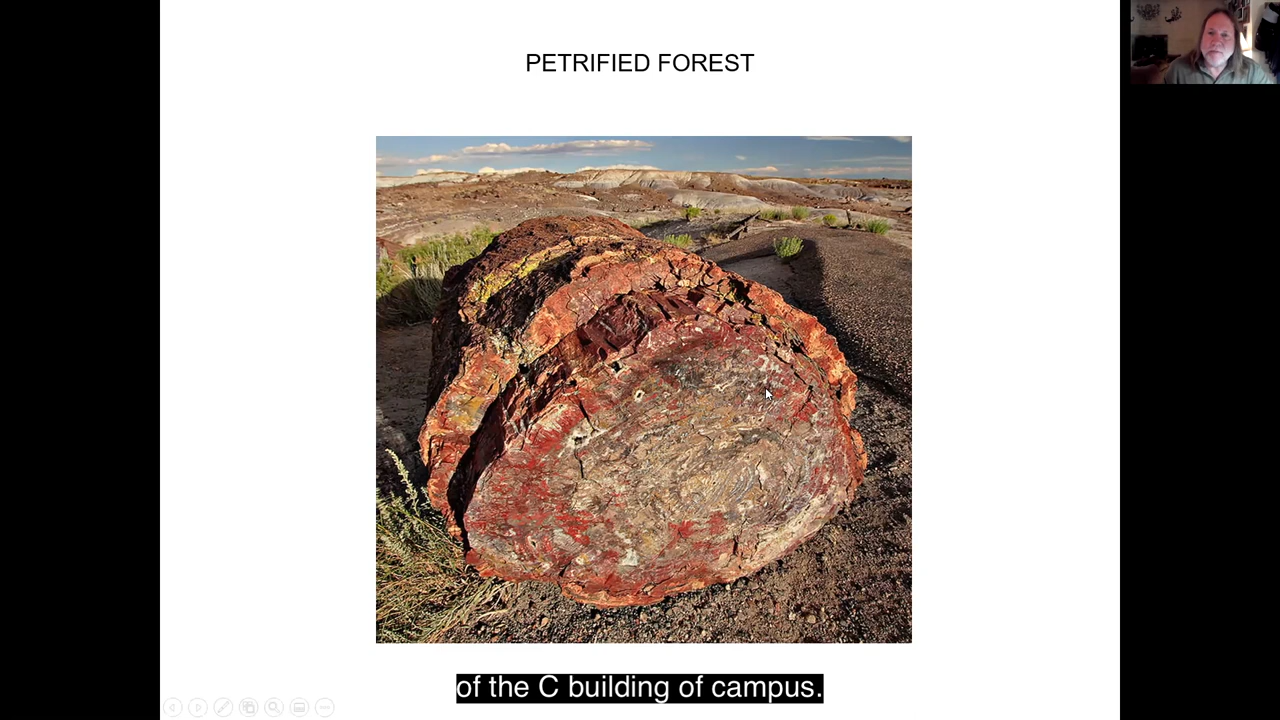 PETRIFIED FOREST
of the C building of campus.